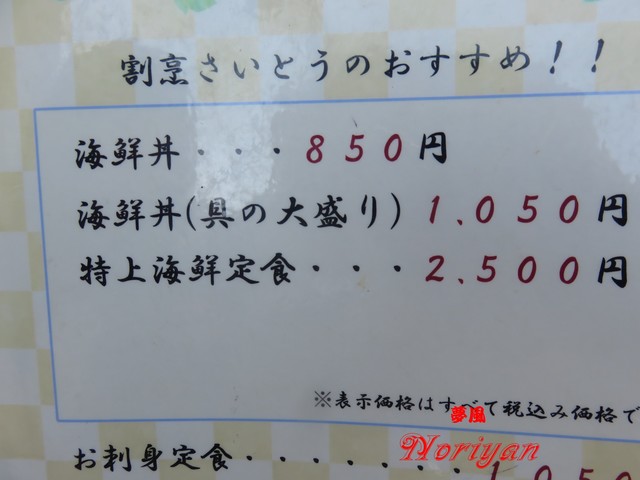 割烹さいとうのおすすめ！！
海鮮丼・・・８５０円
海鮮丼(具の大盛り) １，０５０円
特上海鮮定食・・・２，５００円
※表示価格はすべて税込み価格で
夢風
Noriyan
お刺身定食・・・・・・・１，０５０